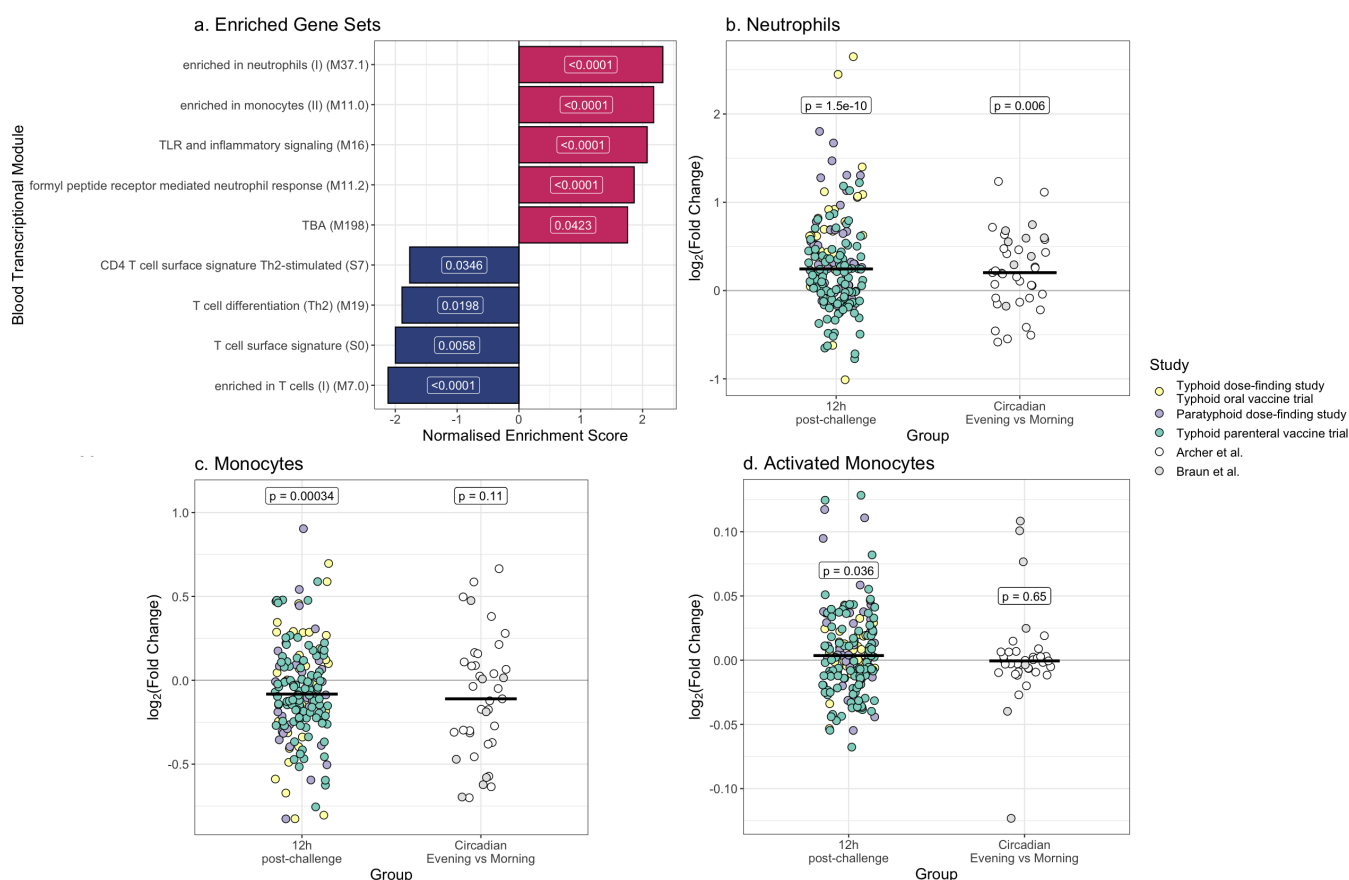 a. Enriched Gene Sets
Blood Transcriptional Module
enriched in neutrophils (I) (M37.1)
enriched in monocytes (II) (M11.0)
TLR and inflammatory signaling (M16)
formyl peptide receptor mediated neutrophil response (M11.2)
TBA (M198)
CD4 T cell surface signature Th2-stimulated (S7)
T cell differentiation (Th2) (M19)
T cell surface signature (S0)
enriched in T cells (I) (M7.0)
<0.0001
<0.0001
<0.0001
<0.0001
0.0423
0.0346
0.0198
0.0058
<0.0001
-2 -1 0 1 2
Normalised Enrichment Score
b. Neutrophils
log2(Fold Change)
2
1
0
-1
p = 1.5e-10
p = 0.006
12h
post-challenge
Circadian
Evening vs Morning
Group
Study
Typhoid dose-finding study
Typhoid oral vaccine trial
Paratyphoid dose-finding study
Typhoid parenteral vaccine trial
Archer et al.
Braun et al.
c. Monocytes
log2(Fold Change)
1.0
0.5
0.0
-0.5
p = 0.00034
p = 0.11
12h
post-challenge
Circadian
Evening vs Morning
Group
d. Activated Monocytes
log2(Fold Change)
0.10
0.05
0.00
-0.05
-0.10
p = 0.036
p = 0.65
12h
post-challenge
Circadian
Evening vs Morning
Group